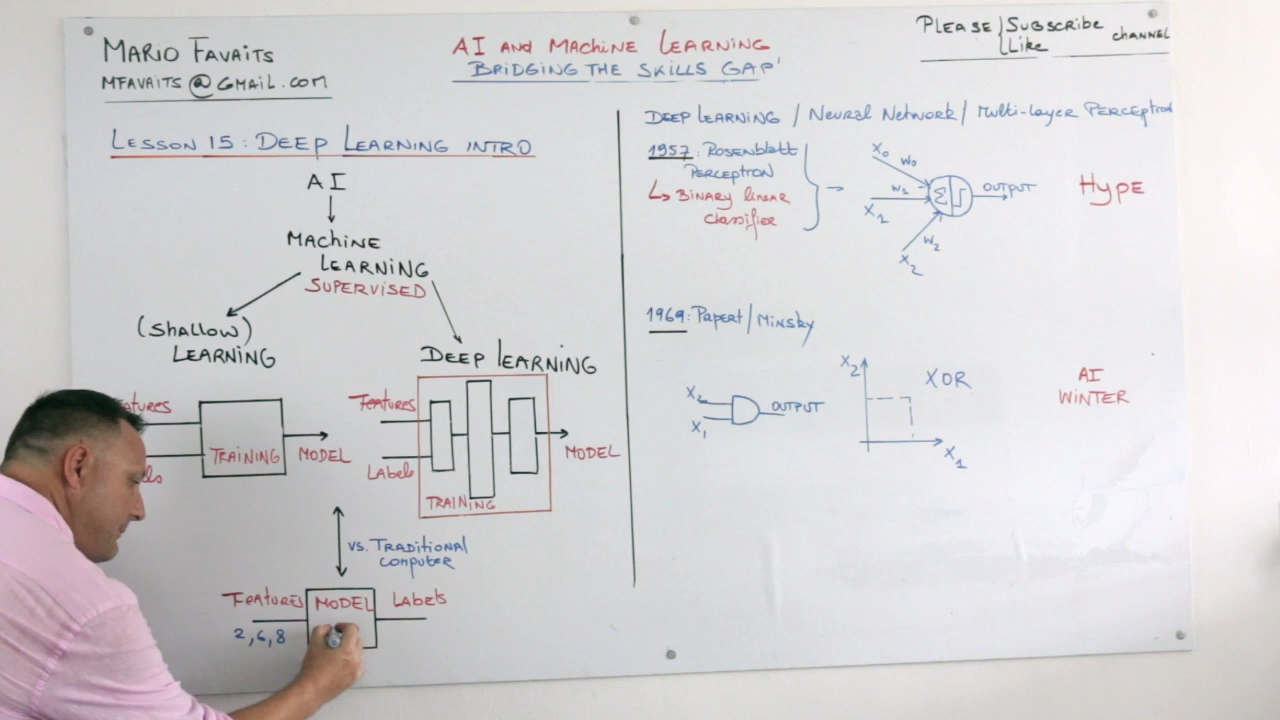 MARIO FAVAITS
MFAVAITS@GMAIL.COM
AI AND MACHINE LEARNING
'BRIDGING THE SKILLS GAP'
PLEASE { SUBSCRIBE
LIKE
CHANNEL
LESSON 15: DEEP LEARNING INTRO
AI
MACHINE
LEARNING
SUPERVISED
(SHALLOW)
LEARNING
DEEP LEARNING
TRAINING
MODEL
FEATURES
LABELS
TRAINING
MODEL
VS. TRADITIONAL
COMPUTER
FEATURES
MODEL
LABELS
2,6,8
DEEP LEARNING / NEURAL NETWORK / MULTI-LAYER PERCEPTION
1957: ROSENBLATT
PERCEPTION
↳ BINARY LINEAR
CLASSIFIER
X0
W0
X1
W1
X2
W2
Σ
OUTPUT
HYPE
1969: PAPERT/MINSKY
X2
X1
OUTPUT
X2
XOR
X1
AI
WINTER